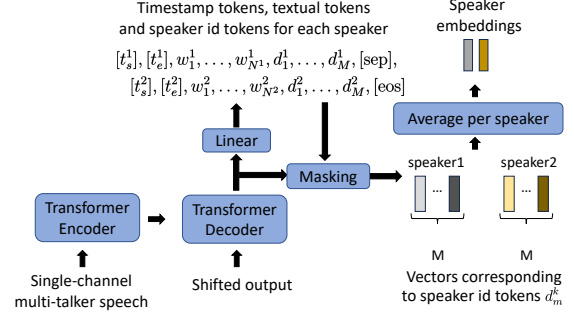 Timestamp tokens, textual tokens
and speaker id tokens for each speaker
[t_s^1], [t_e^1], w_1^1, ..., w_{N^1}^1, d_1^1, ..., d_M^1, [sep],
[t_s^2], [t_e^2], w_1^2, ..., w_{N^2}^2, d_1^2, ..., d_M^2, [eos]
Speaker
embeddings
Linear
Average per speaker
Masking
speaker1
speaker2
...
...
Transformer
Encoder
Transformer
Decoder
M
M
Single-channel
multi-talker speech
Shifted output
Vectors corresponding
to speaker id tokens d_m^k